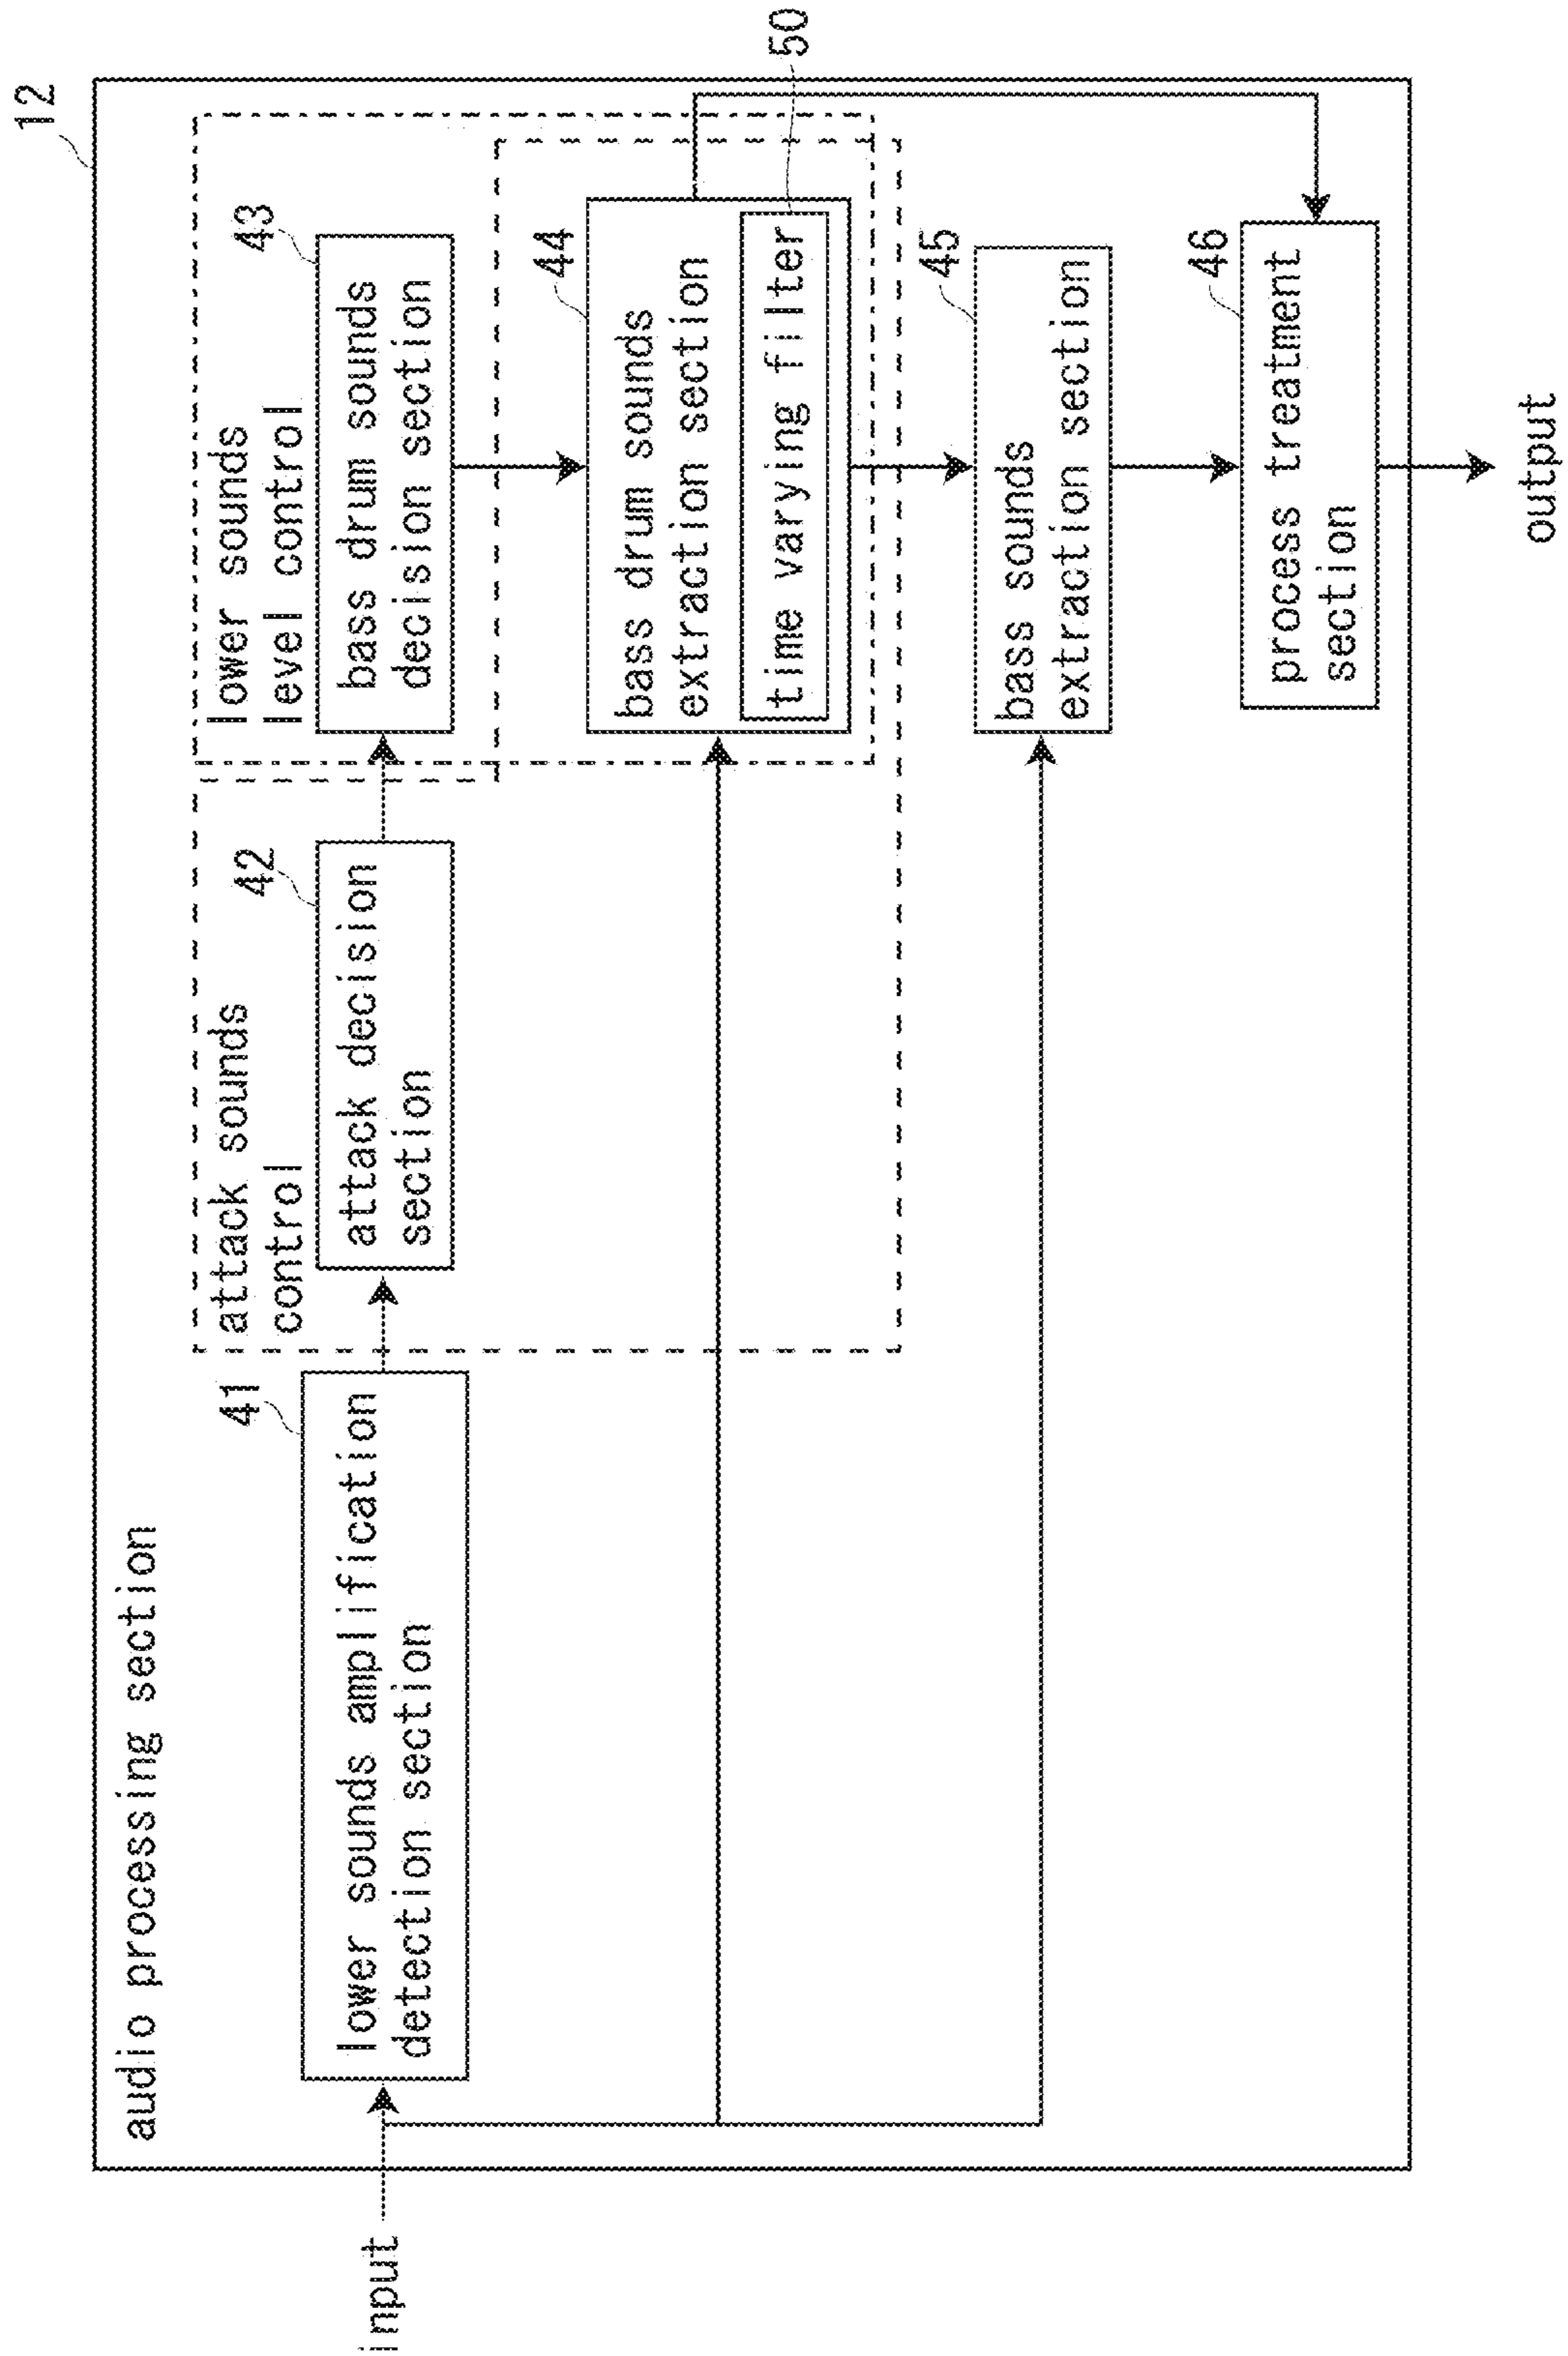 12
audio processing section
attack sounds
control
lower sounds
level control
41
lower sounds amplification
detection section
42
attack decision
section
43
bass drum sounds
decision section
44
bass drum sounds
extraction section
time varying filter
50
45
bass sounds
extraction section
46
process treatment
section
input
output